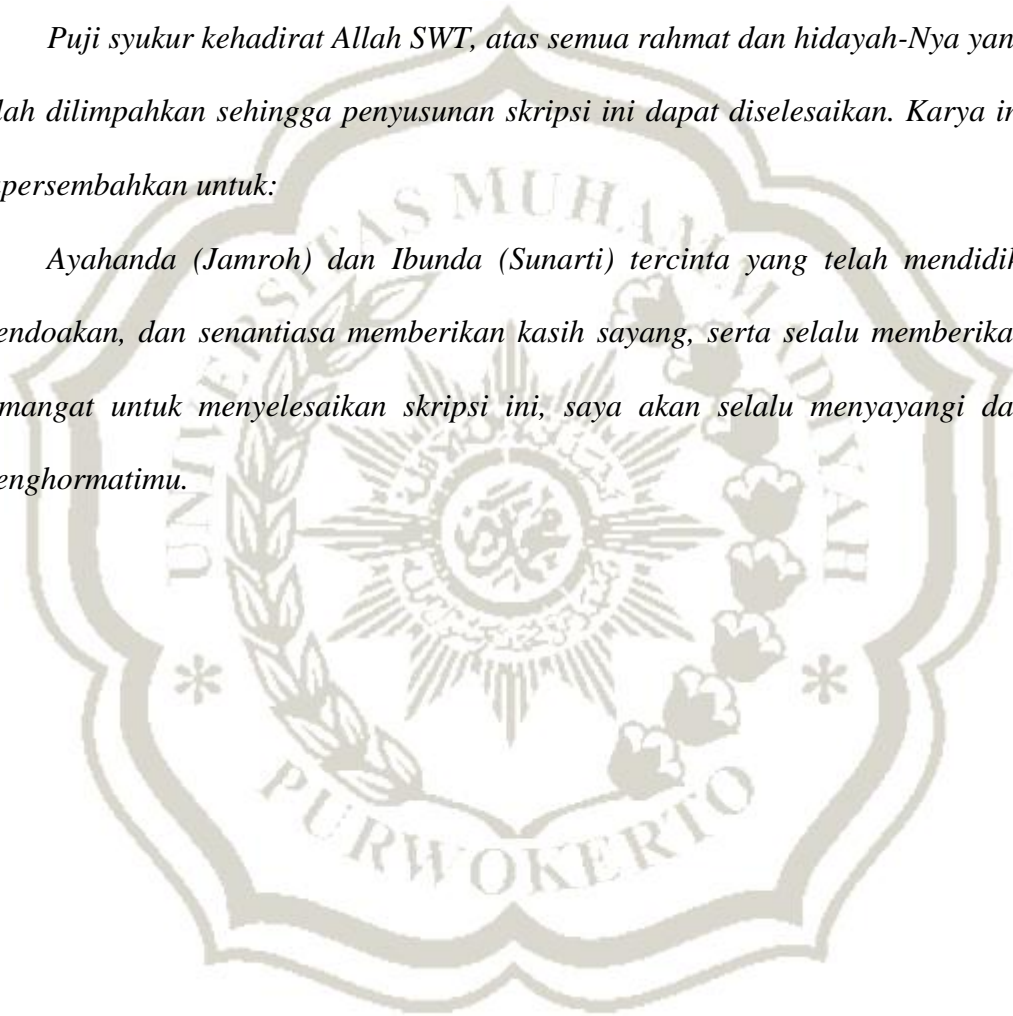 Puji syukur kehadirat Allah SWT, atas semua rahmat dan hidayah-Nya yan
lah dilimpahkan sehingga penyusunan skripsi ini dapat diselesaikan. Karya in
persembahkan untuk:
Ayahanda (Jamroh) dan Ibunda (Sunarti) tercinta yang telah mendidik
endoakan, dan senantiasa memberikan kasih sayang, serta selalu memberika
mangat untuk menyelesaikan skripsi ini, saya akan selalu menyayangi da
enghormatimu.
UNIVERSITAS MUHAMMADIYAH
PURWOKERTO